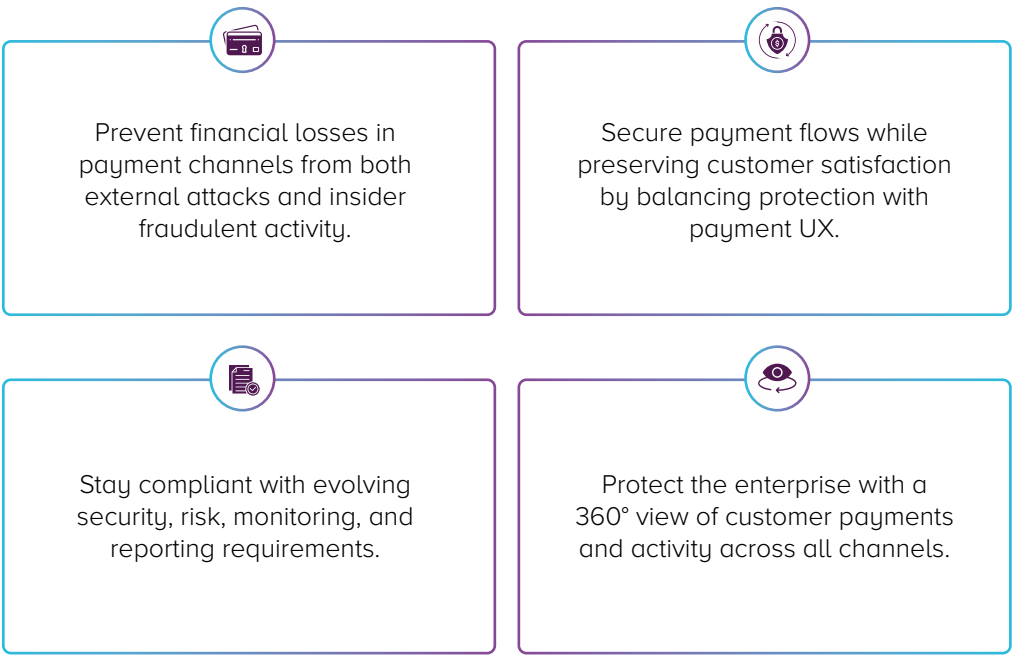 Prevent financial losses in
payment channels from both
external attacks and insider
fraudulent activity.
Secure payment flows while
preserving customer satisfaction
by balancing protection with
payment UX.
Stay compliant with evolving
security, risk, monitoring, and
reporting requirements.
Protect the enterprise with a
360° view of customer payments
and activity across all channels.